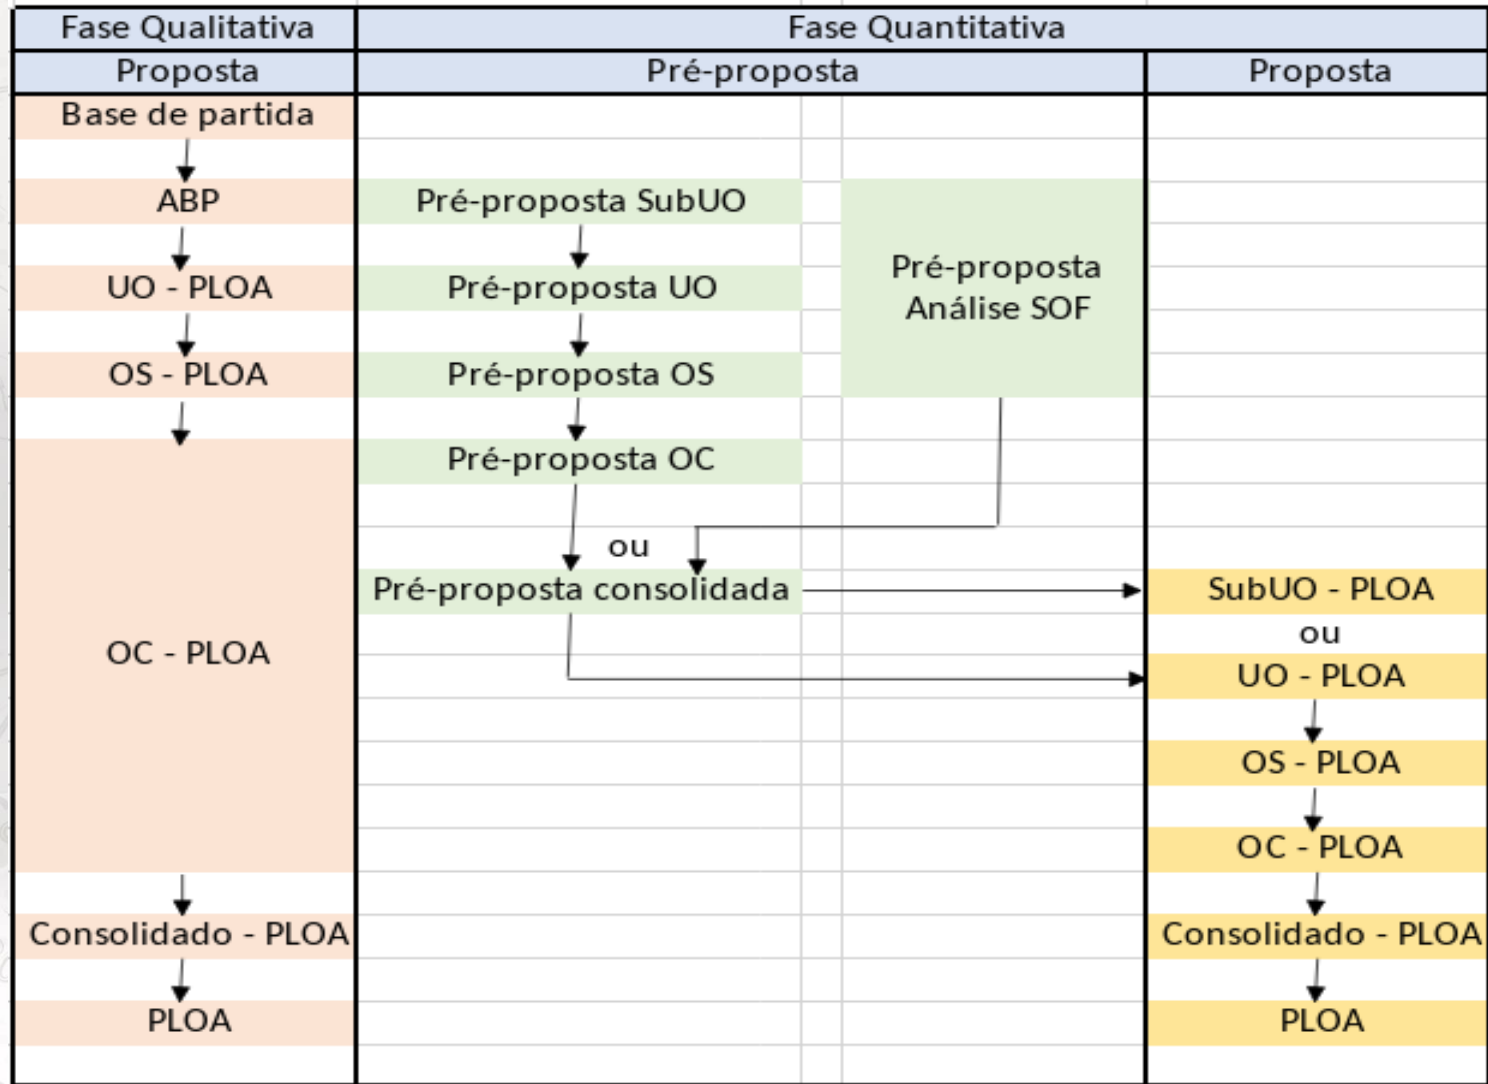 Fase Qualitativa
Fase Quantitativa
Proposta
Pré-proposta
Proposta
Base de partida
ABP
Pré-proposta SubUO
UO - PLOA
Pré-proposta UO
Pré-proposta
Análise SOF
OS - PLOA
Pré-proposta OS
Pré-proposta OC
ou
Pré-proposta consolidada
SubUO - PLOA
ou
OC - PLOA
UO - PLOA
OS - PLOA
OC - PLOA
Consolidado - PLOA
Consolidado - PLOA
PLOA
PLOA